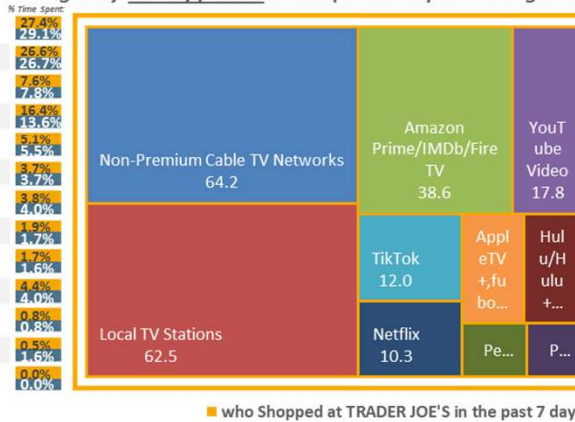 % Time Spent:
27.4%
29.1%
26.6%
26.7%
7.6%
7.8%
16.4%
13.6%
5.1%
5.5%
3.7%
3.7%
3.8%
4.0%
1.9%
1.7%
1.7%
1.6%
4.4%
4.0%
0.8%
0.8%
0.5%
1.6%
0.0%
0.0%
Non-Premium Cable TV Networks
64.2
Local TV Stations
62.5
Amazon
Prime/IMDb/Fire
TV
38.6
YouT
ube
Video
17.8
TikTok
12.0
Netflix
10.3
Appl
eTV
+,fu
bo...
Hul
u/H
ulu
+...
Pe...
P...
who Shopped at TRADER JOE'S in the past 7 day